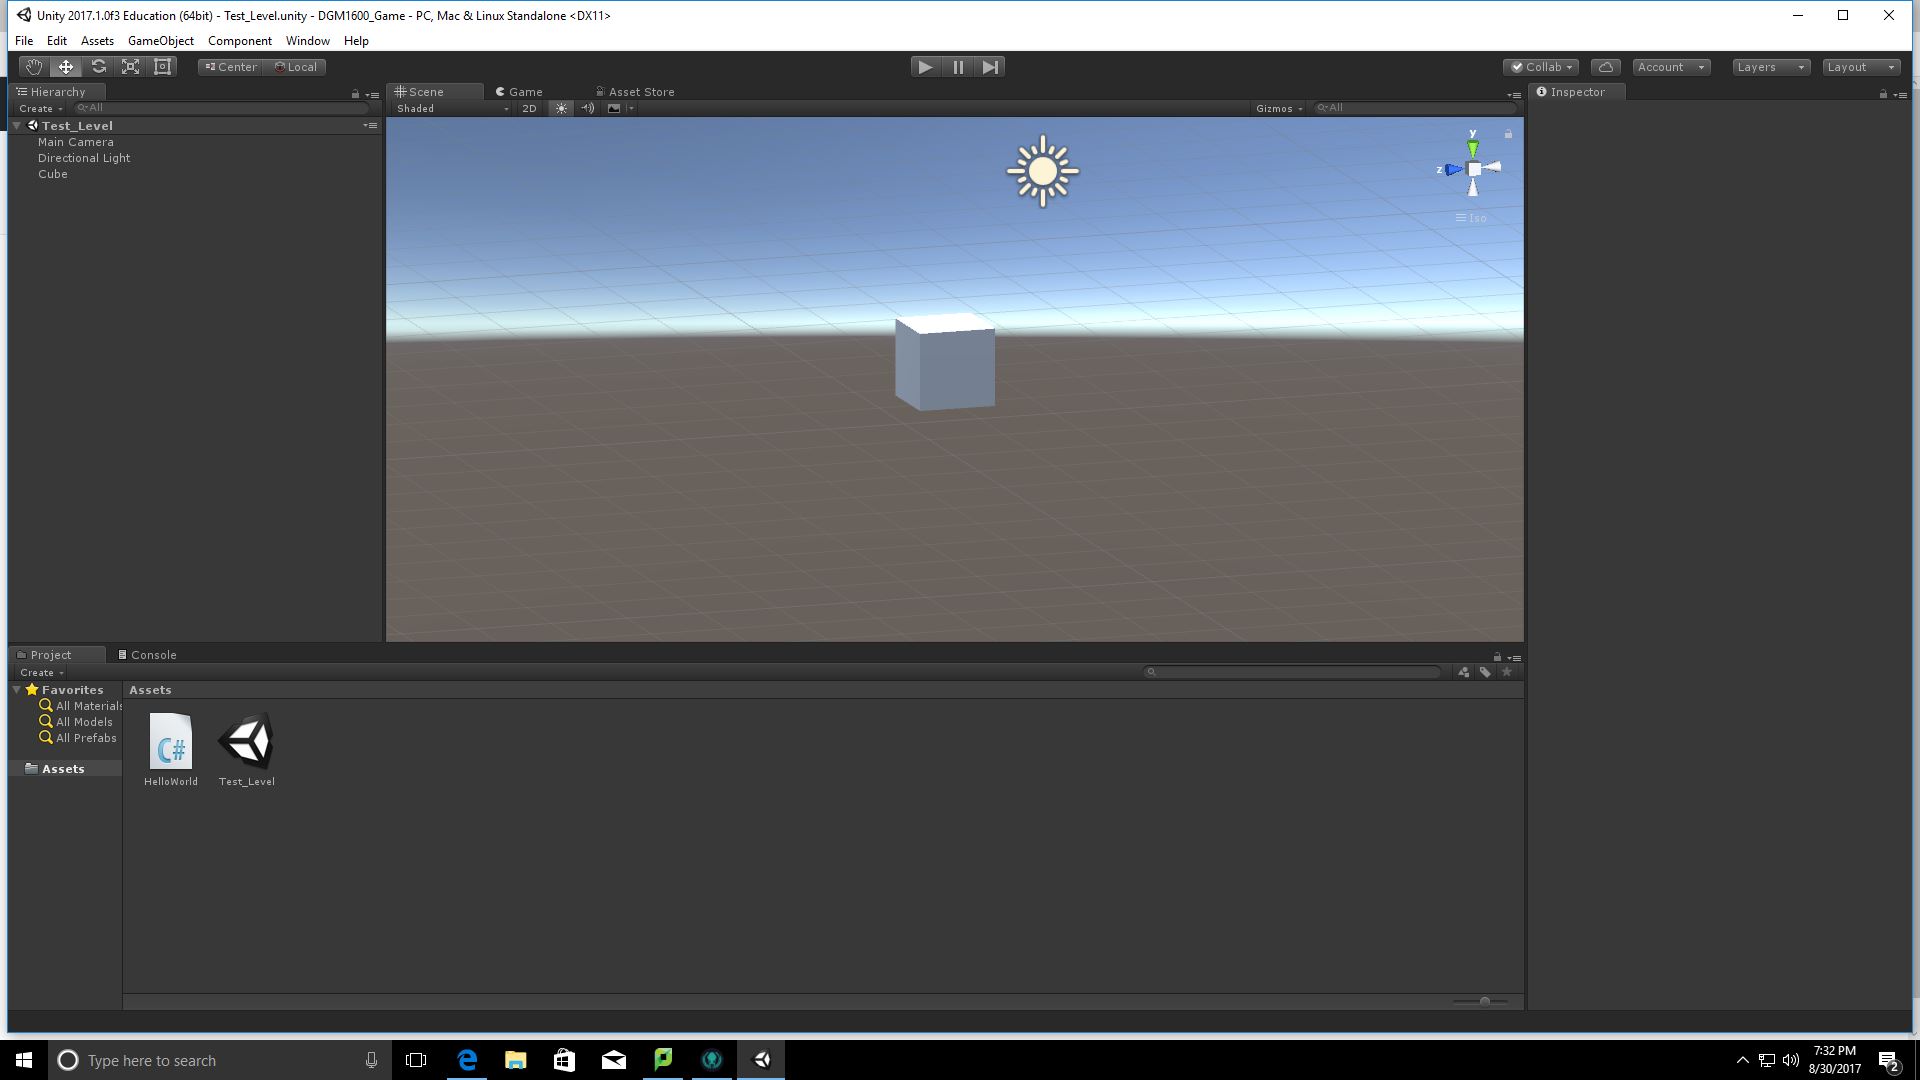 Unity 2017.1.0f3 Education (64bit) - Test_Level.unity - DGM1600_Game - PC, Mac & Linux Standalone <DX11>
File Edit Assets GameObject Component Window Help
Center Local Collab Account Layers Layout
Hierarchy Scene Game Asset Store Inspector
Create All Shaded 2D Gizmos All
Test_Level
Main Camera
Directional Light
Cube
y
z
Iso
Project Console
Create
Favorites Assets
All Materials
All Models
All Prefabs
Assets
C#
HelloWorld Test_Level
Type here to search
7:32 PM
8/30/2017
2